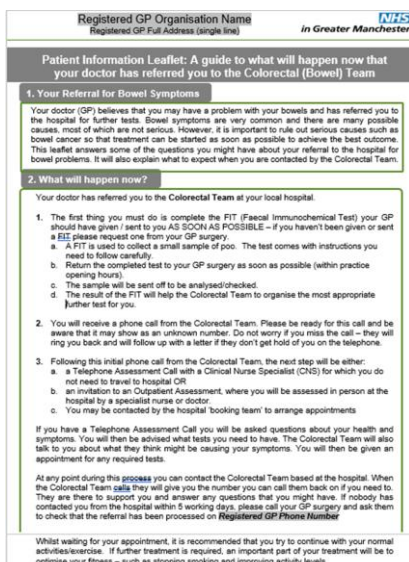 Registered GP Organisation Name
Registered GP Full Address (single line)
NHS
in Greater Manchester
Patient Information Leaflet: A guide to what will happen now that
your doctor has referred you to the Colorectal (Bowel) Team
1. Your Referral for Bowel Symptoms
Your doctor (GP) believes that you may have a problem with your bowels and has referred you to
the hospital for further tests. Bowel symptoms are very common and there are many possible
causes, most of which are not serious. However, it is important to rule out serious causes such as
bowel cancer so that treatment can be started as soon as possible to achieve the best outcome.
This leaflet answers some of the questions you might have about your referral to the hospital for
bowel problems. It will also explain what to expect when you are contacted by the Colorectal Team.
2. What will happen now?
Your doctor has referred you to the Colorectal Team at your local hospital.
1. The first thing you must do is complete the FIT (Faecal Immunochemical Test) your GP
should have given / sent to you AS SOON AS POSSIBLE – if you haven't been given or sent
a FIT please request one from your GP surgery.
a. A FIT is used to collect a small sample of poo. The test comes with instructions you
need to follow carefully.
b. Return the completed test to your GP surgery as soon as possible (within practice
opening hours).
c. The sample will be sent off to be analysed/checked.
d. The result of the FIT will help the Colorectal Team to organise the most appropriate
further test for you.
2. You will receive a phone call from the Colorectal Team. Please be ready for this call and be
aware that it may show as an unknown number. Do not worry if you miss the call – they will
ring you back and will follow up with a letter if they don't get hold of you on the telephone.
3. Following this initial phone call from the Colorectal Team, the next step will be either:
a. a Telephone Assessment Call with a Clinical Nurse Specialist (CNS) for which you do
not need to travel to hospital OR
b. an invitation to an Outpatient Assessment, where you will be assessed in person at the
hospital by a specialist nurse or doctor.
c. You may be contacted by the hospital 'booking team' to arrange appointments
If you have a Telephone Assessment Call you will be asked questions about your health and
symptoms. You will then be advised what tests you need to have. The Colorectal Team will also
talk to you about what they think might be causing your symptoms. You will then be given an
appointment for any required tests.
At any point during this process you can contact the Colorectal Team based at the hospital. When
the Colorectal Team calls they will give you the number you can call them back on if you need to.
They are there to support you and answer any questions that you might have. If nobody has
contacted you from the hospital within 5 working days, please call your GP surgery and ask them
to check that the referral has been processed on Registered GP Phone Number
Whilst waiting for your appointment, it is recommended that you try to continue with your normal
activities/exercise. If further treatment is required, an important part of your treatment will be to
optimise your fitness – such as stopping smoking and improving activity levels.